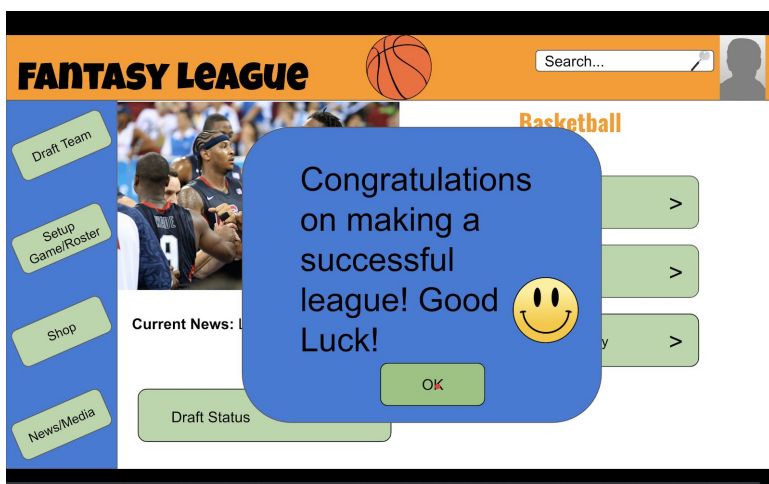 FANTASY LEAGUE
Search...
Draft Team
Setup
Game/Roster
Shop
News/Media
Basketball
Congratulations
on making a
successful
league! Good
Luck!
OK
>
>
>
Current News:
Draft Status